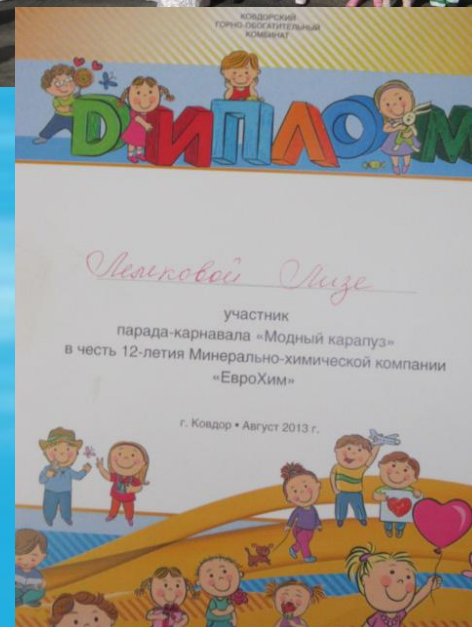 КОВДОРСКИЙ
ГОРНО-ОБОГАТИТЕЛЬНЫЙ
КОМБИНАТ
ДИПЛОМ
Лелековой Лизе
участник
парада-карнавала «Модный карапуз»
в честь 12-летия Минерально-химической компании
«ЕвроХим»
г. Ковдор • Август 2013 г.